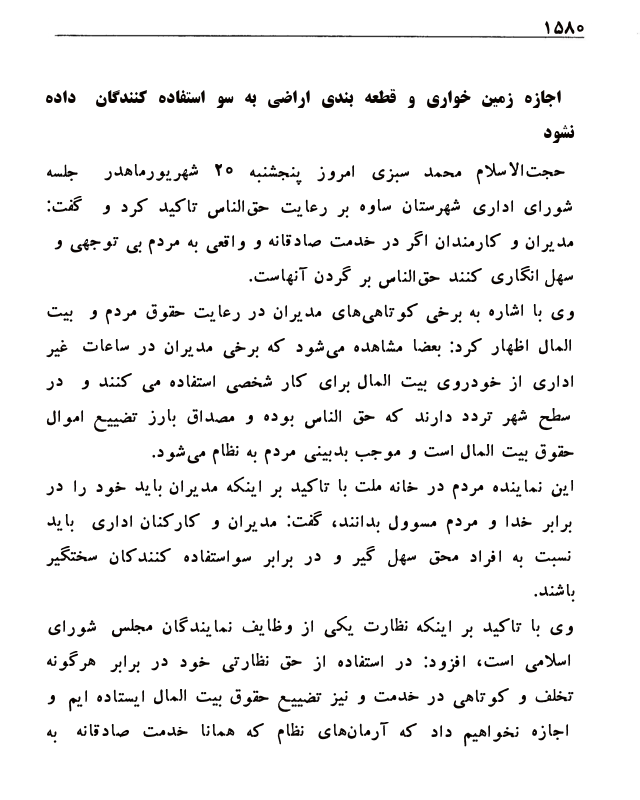 ۱۵۸۰
اجازه زمین خواری و قطعه بندی اراضی به سو استفاده کنندگان داده
نشود
حجت‌الاسلام محمد سبزی امروز پنجشنبه ۲۰ شهریورماهدر جلسه
شورای اداری شهرستان ساوه بر رعایت حق‌الناس تاکید کرد و گفت:
مدیران و کارمندان اگر در خدمت صادقانه و واقعی به مردم بی توجهی و
سهل انگاری کنند حق‌الناس بر گردن آنهاست.
وی با اشاره به برخی کوتاهی‌های مدیران در رعایت حقوق مردم و بیت
المال اظهار کرد: بعضا مشاهده می‌شود که برخی مدیران در ساعات غیر
اداری از خودروی بیت المال برای کار شخصی استفاده می کنند و در
سطح شهر تردد دارند که حق الناس بوده و مصداق بارز تضییع اموال
حقوق بیت المال است و موجب بدبینی مردم به نظام می‌شود.
این نماینده مردم در خانه ملت با تاکید بر اینکه مدیران باید خود را در
برابر خدا و مردم مسوول بدانند، گفت: مدیران و کارکنان اداری باید
نسبت به افراد محق سهل گیر و در برابر سواستفاده کنندکان سختگیر
باشند.
وی با تاکید بر اینکه نظارت یکی از وظایف نمایندگان مجلس شورای
اسلامی است، افزود: در استفاده از حق نظارتی خود در برابر هرگونه
تخلف و کوتاهی در خدمت و نیز تضییع حقوق بیت المال ایستاده ایم و
اجازه نخواهیم داد که آرمان‌های نظام که همانا خدمت صادقانه به